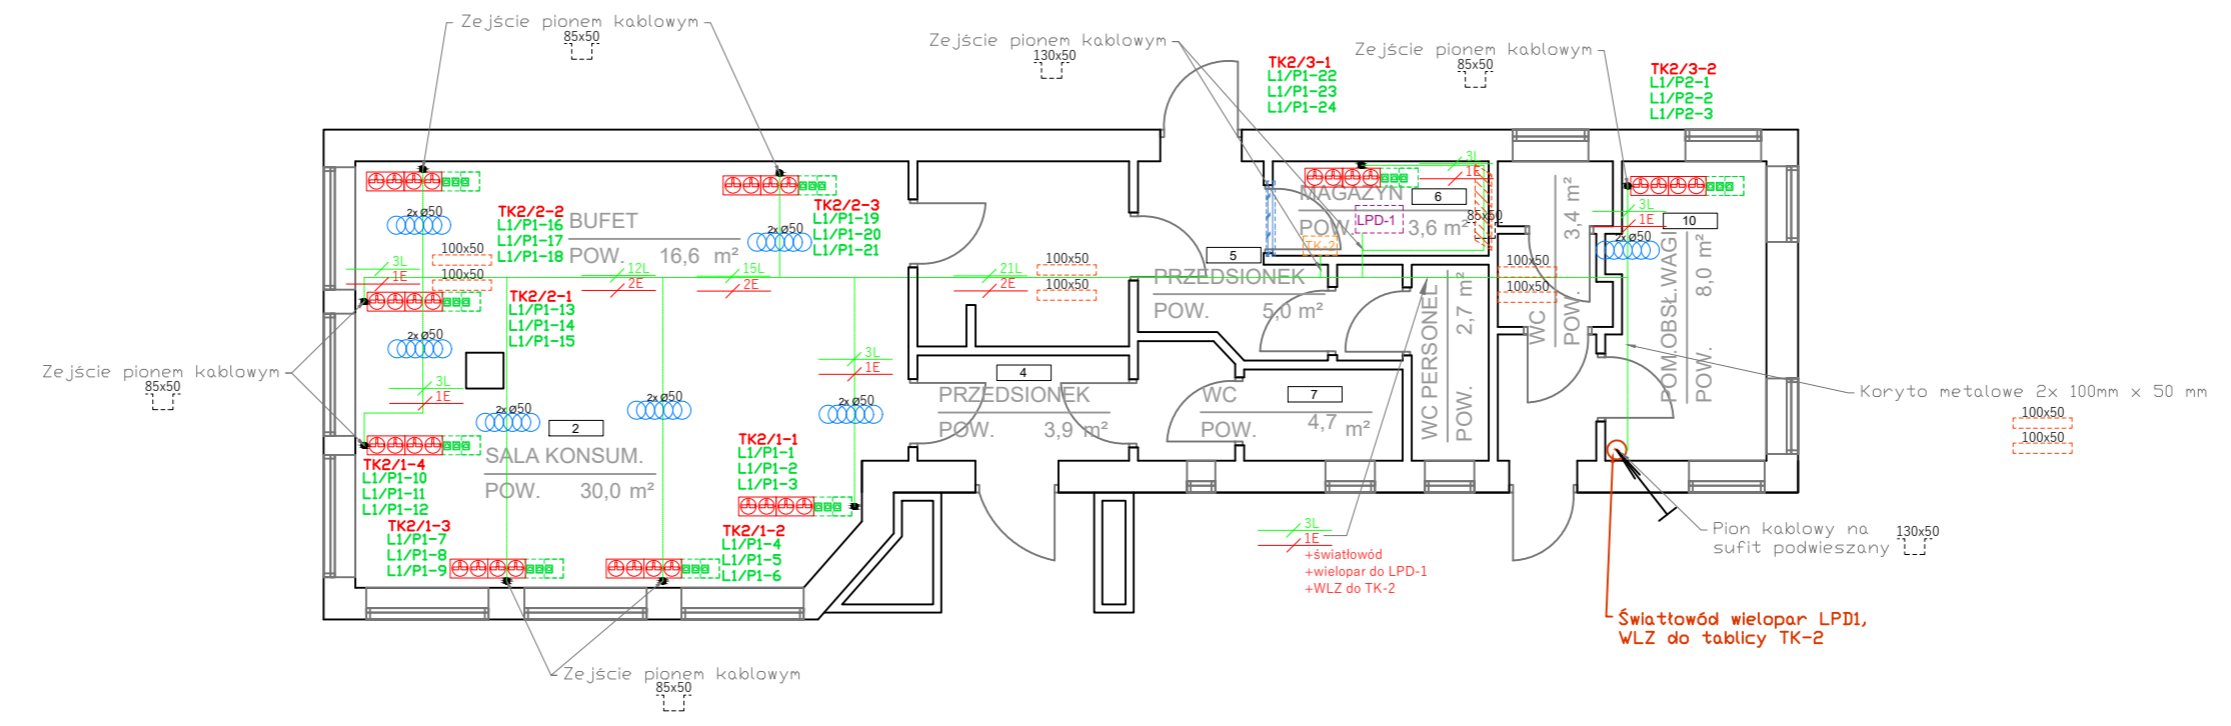 Zejście pionem kablowym
85x50
Zejście pionem kablowym
130x50
Zejście pionem kablowym
85x50
TK2/3-1
L1/P1-22
L1/P1-23
L1/P1-24
TK2/3-2
L1/P2-1
L1/P2-2
L1/P2-3
2x Ø50
TK2/2-2
L1/P1-16
L1/P1-17
L1/P1-18
BUFET
POW. 16,6 m²
2x Ø50
TK2/2-3
L1/P1-19
L1/P1-20
L1/P1-21
3L
1E
100x50
100x50
12L
2E
15L
2E
21L
2E
100x50
100x50
5
PRZEDSIONEK
POW. 5,0 m²
3L
1E
MAGAZYN
6
POW. 3,6 m²
LPD-1
TK-2
85x50
WC
POW. 3,4 m²
100x50
100x50
3L
1E
10
2x Ø50
POM.OBSŁ.WAGI
POW. 8,0 m²
TK2/2-1
L1/P1-13
L1/P1-14
L1/P1-15
2x Ø50
3L
1E
Zejście pionem kablowym
85x50
2x Ø50
2x Ø50
2x Ø50
3L
1E
2
SALA KONSUM.
POW. 30,0 m²
4
PRZEDSIONEK
POW. 3,9 m²
7
WC
POW. 4,7 m²
WC PERSONEL
POW. 2,7 m²
Koryto metalowe 2x 100mm x 50 mm
100x50
100x50
TK2/1-4
L1/P1-10
L1/P1-11
L1/P1-12
TK2/1-1
L1/P1-1
L1/P1-2
L1/P1-3
TK2/1-3
L1/P1-7
L1/P1-8
L1/P1-9
TK2/1-2
L1/P1-4
L1/P1-5
L1/P1-6
3L
1E
+światłowód
+wielopar do LPD-1
+WLZ do TK-2
Pion kablowy na
sufit podwieszany
130x50
Światłowód wielopar LPD1,
WLZ do tablicy TK-2
Zejście pionem kablowym
85x50